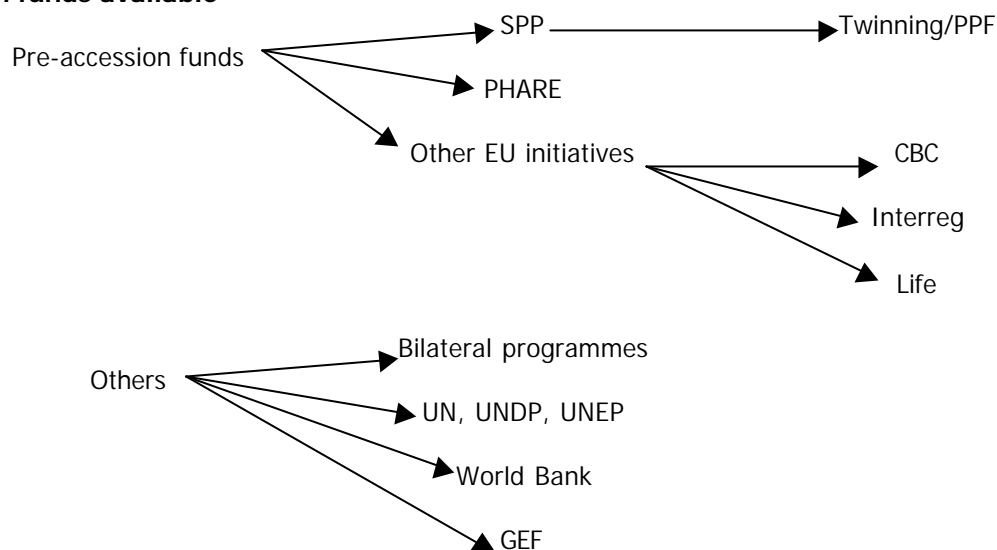 funds available
SPP
Twinning/PPF
Pre-accession funds
PHARE
Other EU initiatives
CBC
Interreg
Life
Bilateral programmes
Others
UN, UNDP, UNEP
World Bank
GEF